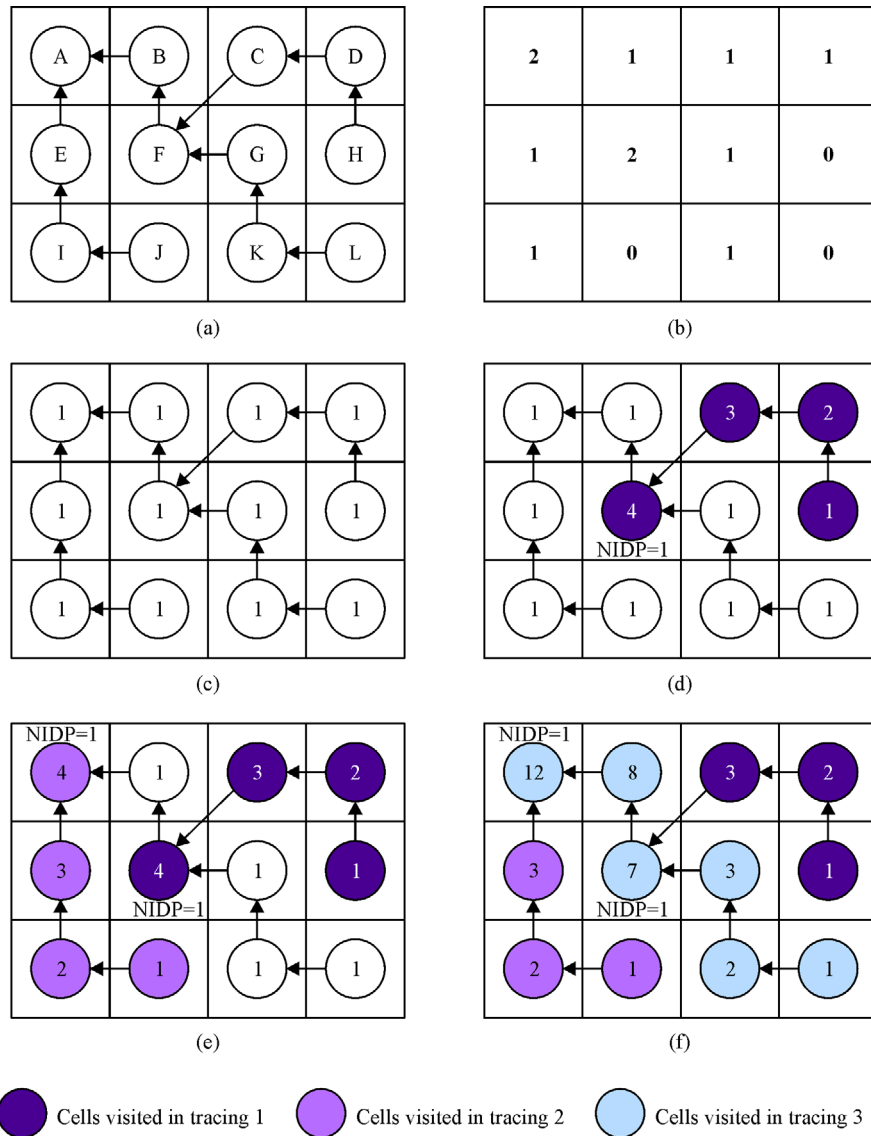 A B C D
E F G H
I J K L
(a)
2 1 1 1
1 2 1 0
1 0 1 0
(b)
1 1 1 1
1 1 1 1
1 1 1 1
(c)
1 1 3 2
1 4 1 1
NIDP=1
1 1 1 1
(d)
NIDP=1
4 1 3 2
3 4 1 1
NIDP=1
2 1 1 1
(e)
NIDP=1
12 8 3 2
3 7 3 1
NIDP=1
2 1 2 1
(f)
Cells visited in tracing 1
Cells visited in tracing 2
Cells visited in tracing 3